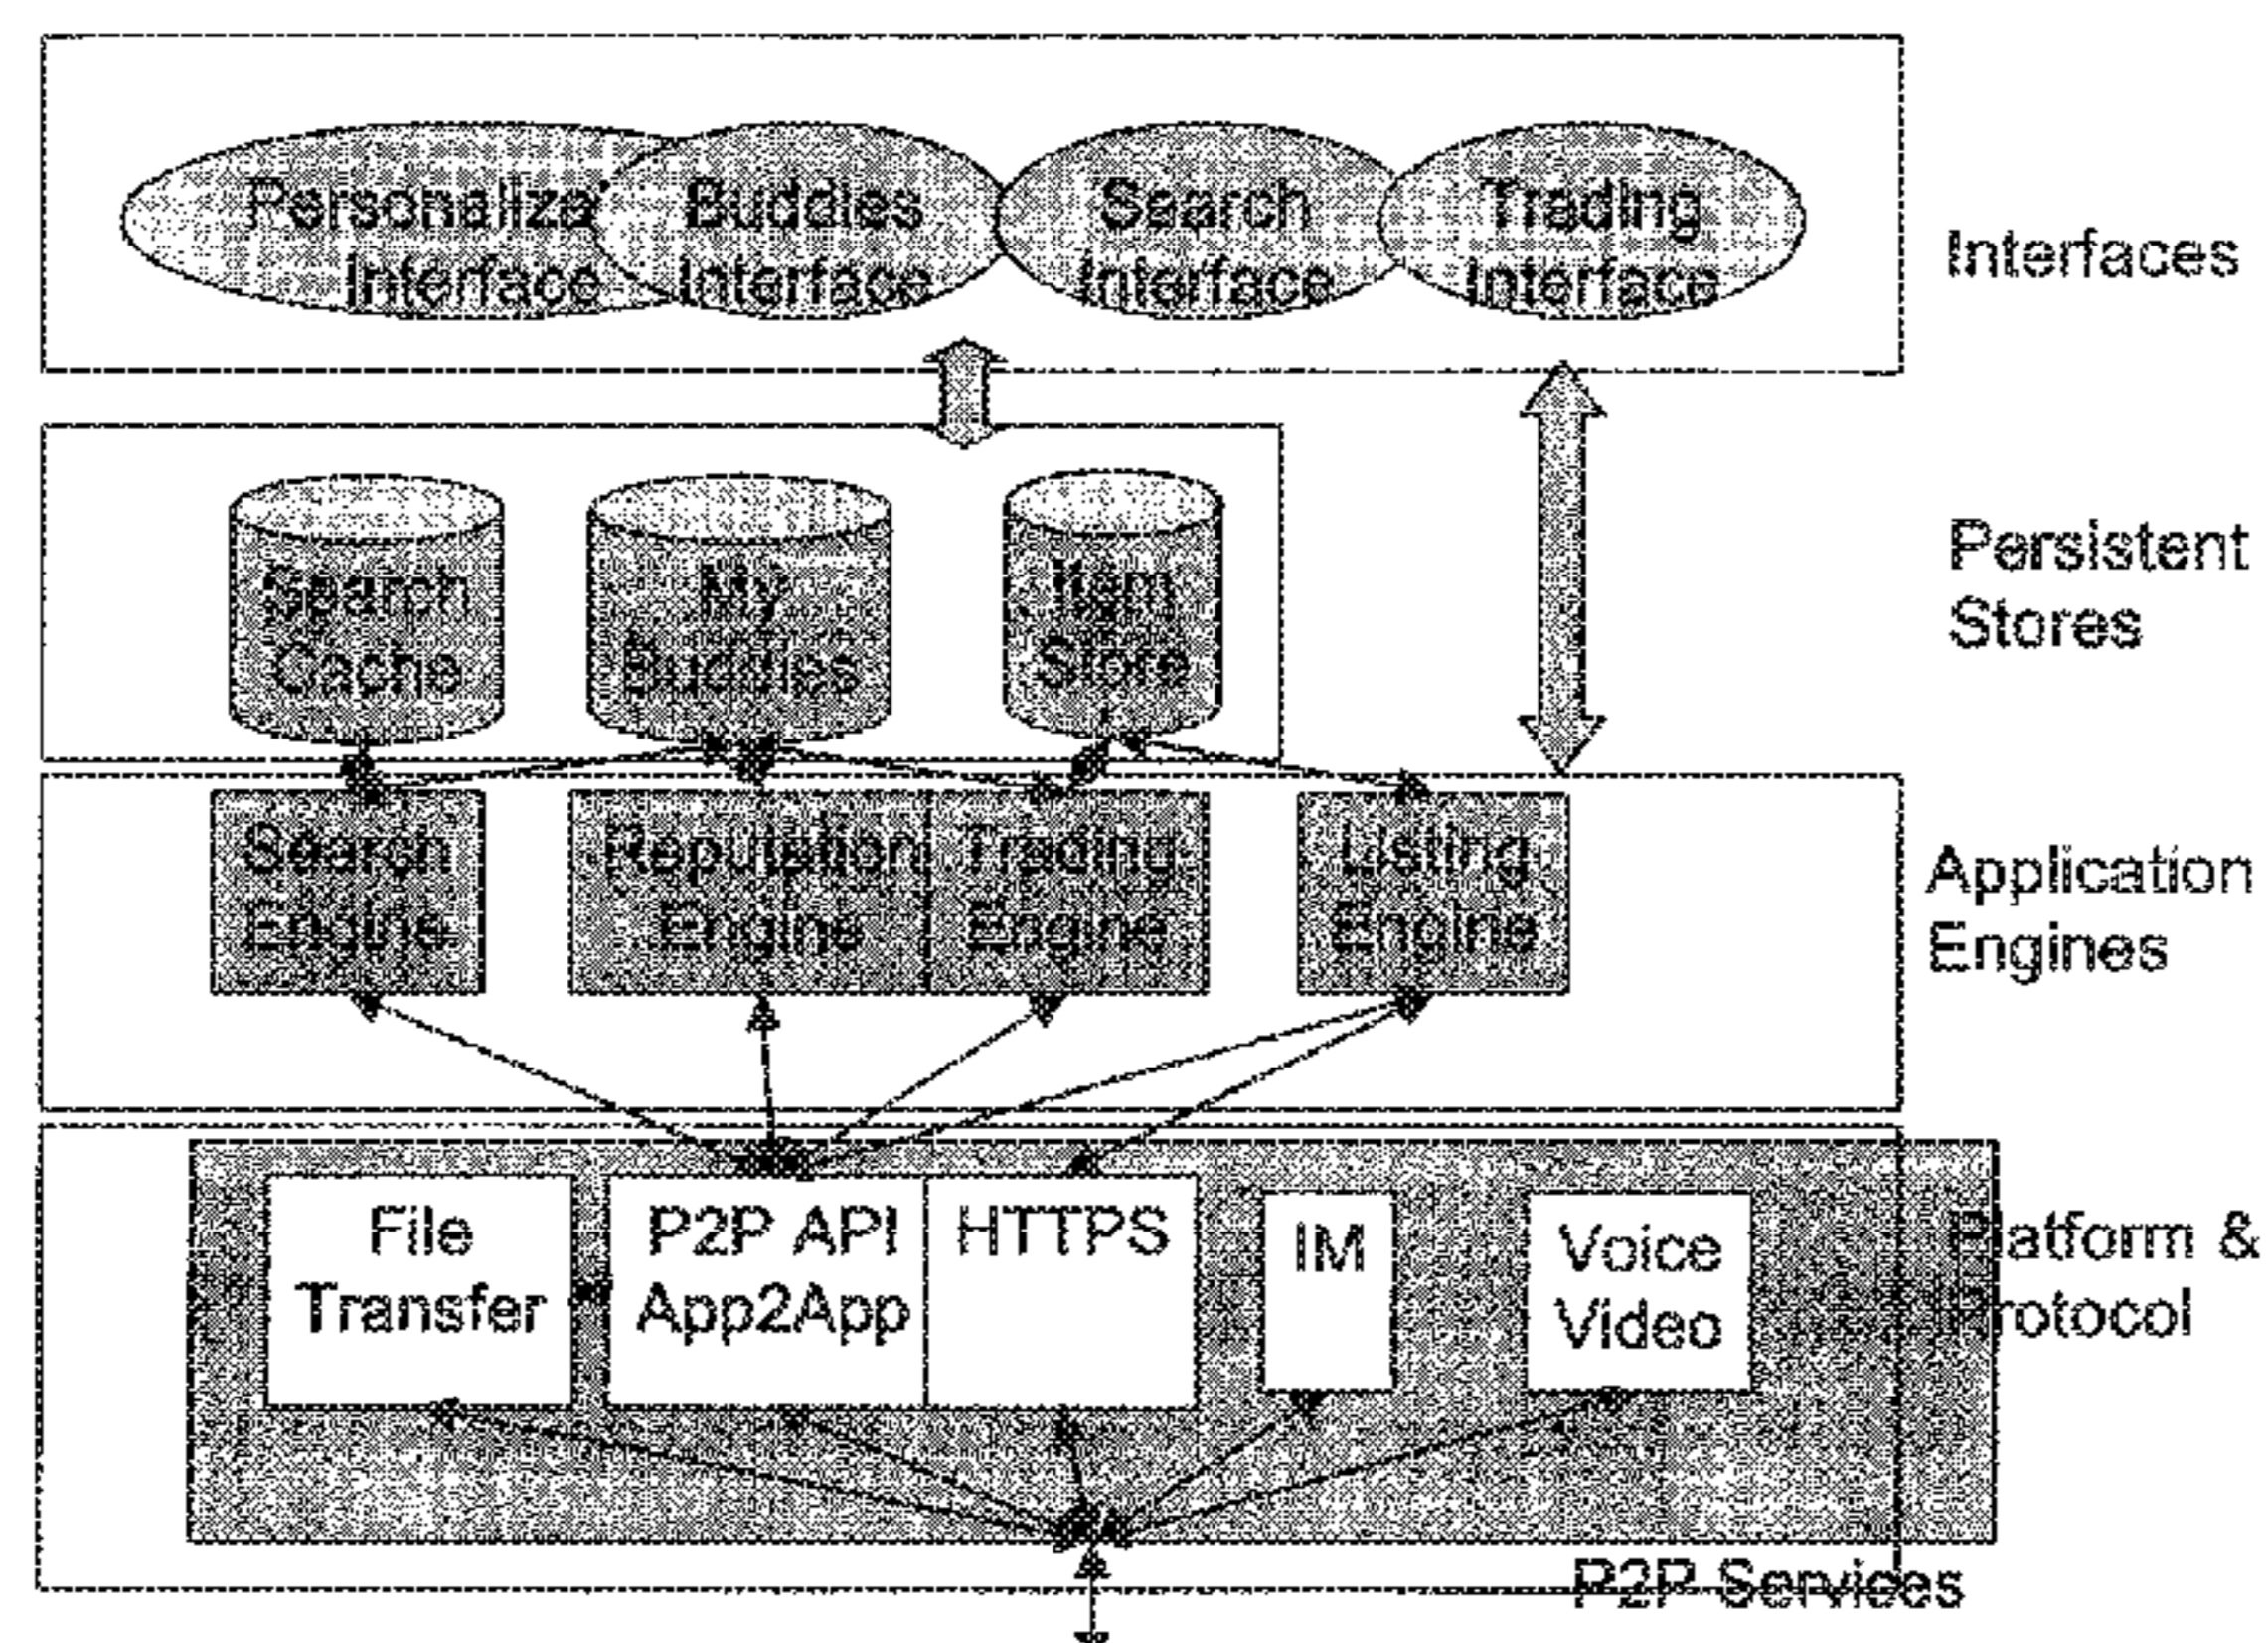 Personaliza
Interface
Buddies
Interface
Search
Interface
Trading
Interface
Interfaces
Search
Cache
My
Buddies
Item
Store
Persistent
Stores
Search
Engine
Reputation
Engine
Trading
Engine
Listing
Engine
Application
Engines
File
Transfer
P2P API
App2App
HTTPS
IM
Voice
Video
Platform &
Protocol
P2P Services